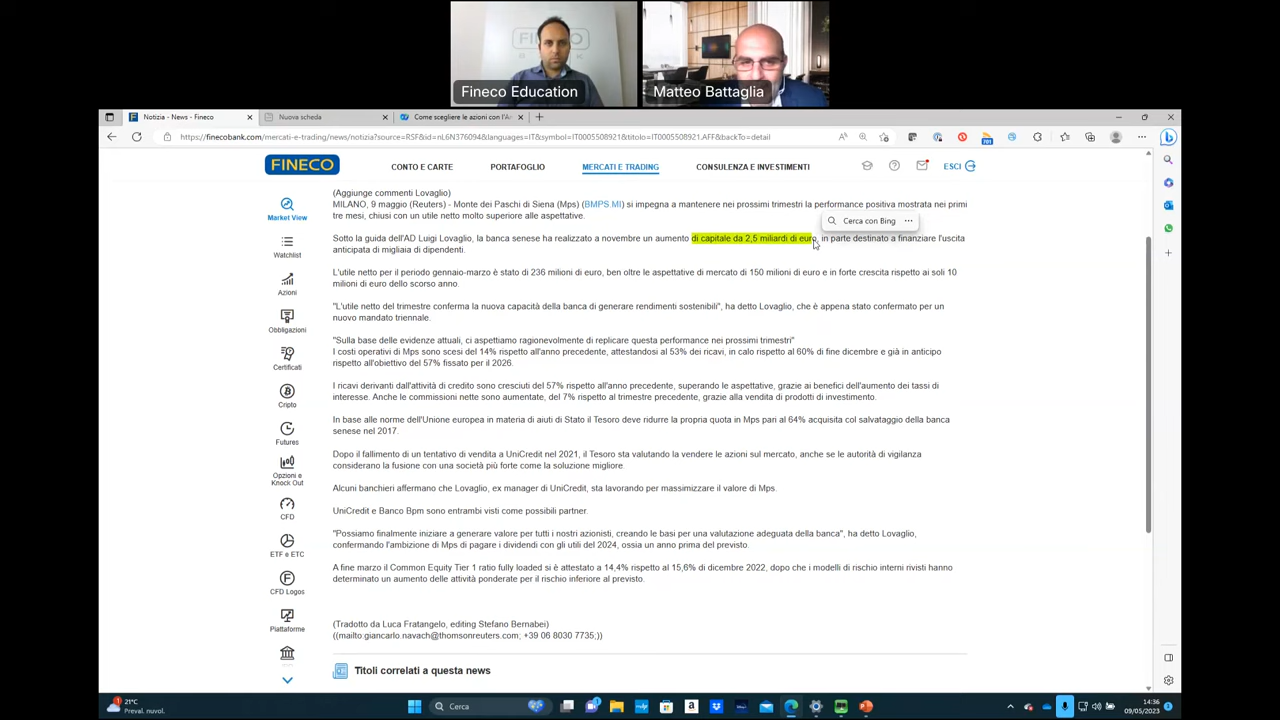 FINECO
Fineco Education
Matteo Battaglia
Notizia - News - Fineco
Nuova scheda
Come scegliere le azioni con l'Ar
https://finecobank.com/mercati-e-trading/news/notizia?source=RSF&id=nL6N376094&languages=IT&symbol=IT0005508921&titolo=IT0005508921.AFF&backTo=detail
701
FINECO
CONTO E CARTE
PORTAFOGLIO
MERCATI E TRADING
CONSULENZA E INVESTIMENTI
ESCI
Market View
Watchlist
Azioni
Obbligazioni
Certificati
Cripto
Futures
Opzioni e
Knock Out
CFD
ETF e ETC
CFD Logos
Piattaforme
(Aggiunge commenti Lovaglio)
MILANO, 9 maggio (Reuters) - Monte dei Paschi di Siena (Mps) (BMPS.MI) si impegna a mantenere nei prossimi trimestri la performance positiva mostrata nei primi
tre mesi, chiusi con un utile netto molto superiore alle aspettative.
Cerca con Bing
Sotto la guida dell'AD Luigi Lovaglio, la banca senese ha realizzato a novembre un aumento di capitale da 2,5 miliardi di euro, in parte destinato a finanziare l'uscita
anticipata di migliaia di dipendenti.
L'utile netto per il periodo gennaio-marzo è stato di 236 milioni di euro, ben oltre le aspettative di mercato di 150 milioni di euro e in forte crescita rispetto ai soli 10
milioni di euro dello scorso anno.
"L'utile netto del trimestre conferma la nuova capacità della banca di generare rendimenti sostenibili", ha detto Lovaglio, che è appena stato confermato per un
nuovo mandato triennale.
"Sulla base delle evidenze attuali, ci aspettiamo ragionevolmente di replicare questa performance nei prossimi trimestri"
I costi operativi di Mps sono scesi del 14% rispetto all'anno precedente, attestandosi al 53% dei ricavi, in calo rispetto al 60% di fine dicembre e già in anticipo
rispetto all'obiettivo del 57% fissato per il 2026.
I ricavi derivanti dall'attività di credito sono cresciuti del 57% rispetto all'anno precedente, superando le aspettative, grazie ai benefici dell'aumento dei tassi di
interesse. Anche le commissioni nette sono aumentate, del 7% rispetto al trimestre precedente, grazie alla vendita di prodotti di investimento.
In base alle norme dell'Unione europea in materia di aiuti di Stato il Tesoro deve ridurre la propria quota in Mps pari al 64% acquisita col salvataggio della banca
senese nel 2017.
Dopo il fallimento di un tentativo di vendita a UniCredit nel 2021, il Tesoro sta valutando la vendere le azioni sul mercato, anche se le autorità di vigilanza
considerano la fusione con una società più forte come la soluzione migliore.
Alcuni banchieri affermano che Lovaglio, ex manager di UniCredit, sta lavorando per massimizzare il valore di Mps.
UniCredit e Banco Bpm sono entrambi visti come possibili partner.
"Possiamo finalmente iniziare a generare valore per tutti i nostri azionisti, creando le basi per una valutazione adeguata della banca", ha detto Lovaglio,
confermando l'ambizione di Mps di pagare i dividendi con gli utili del 2024, ossia un anno prima del previsto.
A fine marzo il Common Equity Tier 1 ratio fully loaded si è attestato a 14,4% rispetto al 15,6% di dicembre 2022, dopo che i modelli di rischio interni rivisti hanno
determinato un aumento delle attività ponderate per il rischio inferiore al previsto.
(Tradotto da Luca Fratangelo, editing Stefano Bernabei)
((mailto:giancarlo.navach@thomsonreuters.com; +39 06 8030 7735;))
Titoli correlati a questa news
21°C
Preval. nuvol.
Cerca
14:36
09/05/2023